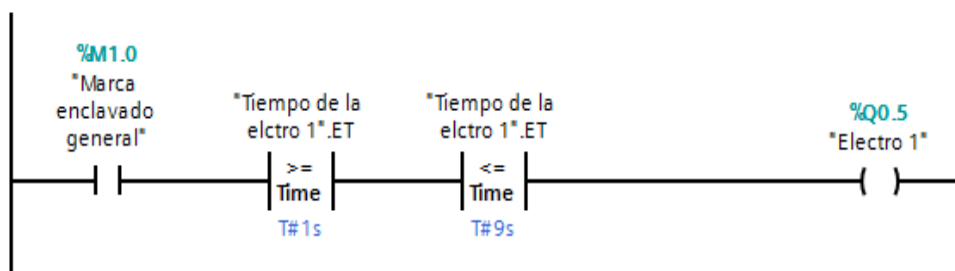 %M1.0
"Marca
enclavado
general"
"Tiempo de la
elctro 1".ET
>=
Time
T#1s
"Tiempo de la
elctro 1".ET
<=
Time
T#9s
%Q0.5
"Electro 1"